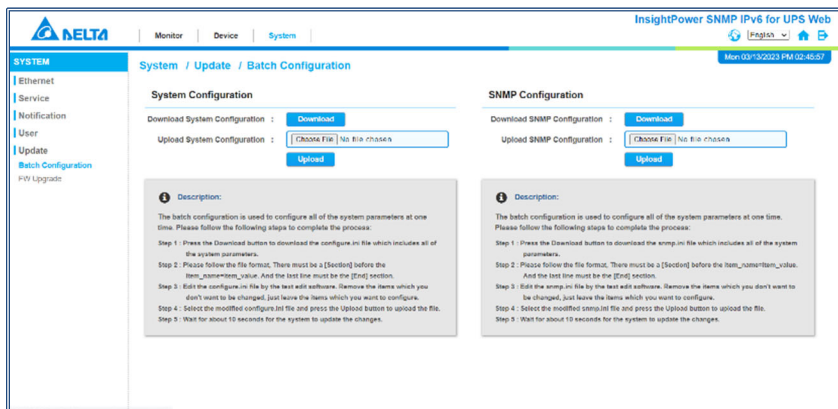 InsightPower SNMP IPv6 for UPS Web
DELTA
Monitor
Device
System
English
Mon 03/13/2023 PM 02:45:57
SYSTEM
Ethernet
Service
Notification
User
Update
Batch Configuration
FW Upgrade
System / Update / Batch Configuration
System Configuration
Download System Configuration : Download
Upload System Configuration : Choose File No file chosen
Upload
Description:
The batch configuration is used to configure all of the system parameters at one
time. Please follow the following steps to complete the process:
Step 1 : Press the Download button to download the configure.ini file which includes all of
the system parameters.
Step 2 : Please follow the file format, There must be a [Section] before the
item_name=item_value. And the last line must be the [End] section.
Step 3 : Edit the configure.ini file by the text edit software. Remove the items which you
don't want to be changed, just leave the items which you want to configure.
Step 4 : Select the modified configure.ini file and press the Upload button to upload the file.
Step 5 : Wait for about 10 seconds for the system to update the changes.
SNMP Configuration
Download SNMP Configuration : Download
Upload SNMP Configuration : Choose File No file chosen
Upload
Description:
The batch configuration is used to configure all of the system parameters at one time.
Please follow the following steps to complete the process:
Step 1 : Press the Download button to download the snmp.ini file which includes all of the system
parameters.
Step 2 : Please follow the file format, There must be a [Section] before the item_name=item_value.
And the last line must be the [End] section.
Step 3 : Edit the snmp.ini file by the text edit software. Remove the items which you don't want to
be changed, just leave the items which you want to configure.
Step 4 : Select the modified snmp.ini file and press the Upload button to upload the file.
Step 5 : Wait for about 10 seconds for the system to update the changes.